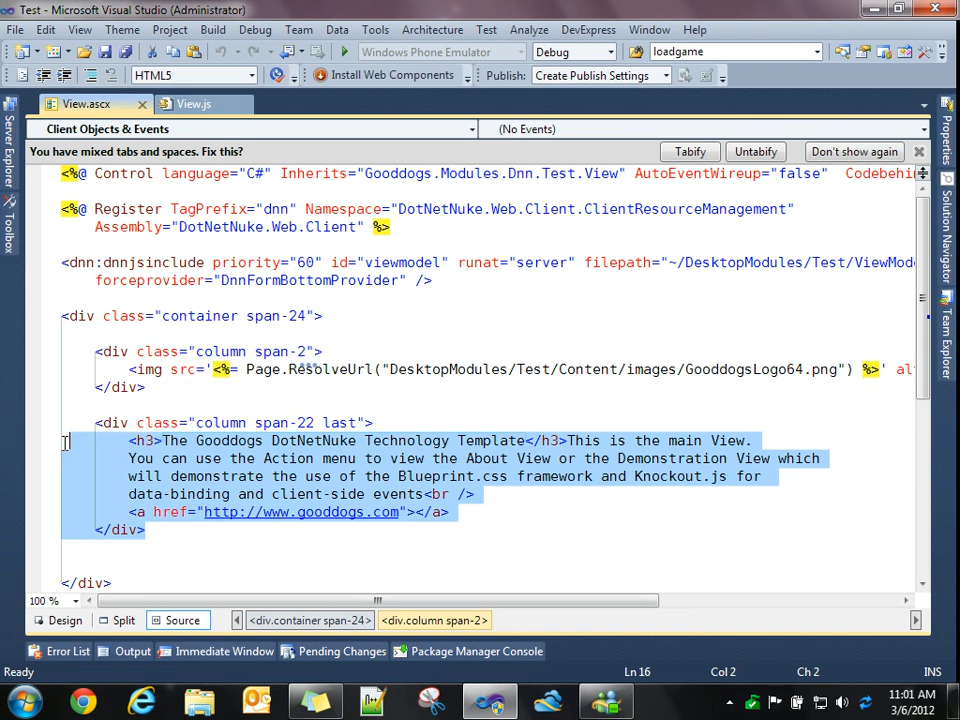 Test - Microsoft Visual Studio (Administrator)
File Edit View Theme Project Build Debug Team Data Tools Architecture Test Analyze DevExpress Window Help
Windows Phone Emulator Debug loadgame
HTML5 Install Web Components Publish: Create Publish Settings
View.ascx View.js
Client Objects & Events (No Events)
You have mixed tabs and spaces. Fix this? Tabify Untabify Don't show again
<%@ Control language="C#" Inherits="Gooddogs.Modules.Dnn.Test.View" AutoEventWireup="false" Codebehin
<%@ Register TagPrefix="dnn" Namespace="DotNetNuke.Web.Client.ClientResourceManagement"
Assembly="DotNetNuke.Web.Client" %>
<dnn:dnnjsinclude priority="60" id="viewmodel" runat="server" filepath="~/DesktopModules/Test/ViewMode
forceprovider="DnnFormBottomProvider" />
<div class="container span-24">
<div class="column span-2">
<img src='<%= Page.ResolveUrl("DesktopModules/Test/Content/images/GooddogsLogo64.png") %>' alt
</div>
<div class="column span-22 last">
<h3>The Gooddogs DotNetNuke Technology Template</h3>This is the main View.
You can use the Action menu to view the About View or the Demonstration View which
will demonstrate the use of the Blueprint.css framework and Knockout.js for
data-binding and client-side events<br />
<a href="http://www.gooddogs.com"></a>
</div>
</div>
100 %
Design Split Source <div.container span-24> <div.column span-2>
Error List Output Immediate Window Pending Changes Package Manager Console
Ready Ln 16 Col 2 Ch 2 INS
11:01 AM
3/6/2012
Server Explorer
Toolbox
Properties
Solution Navigator
Team Explorer